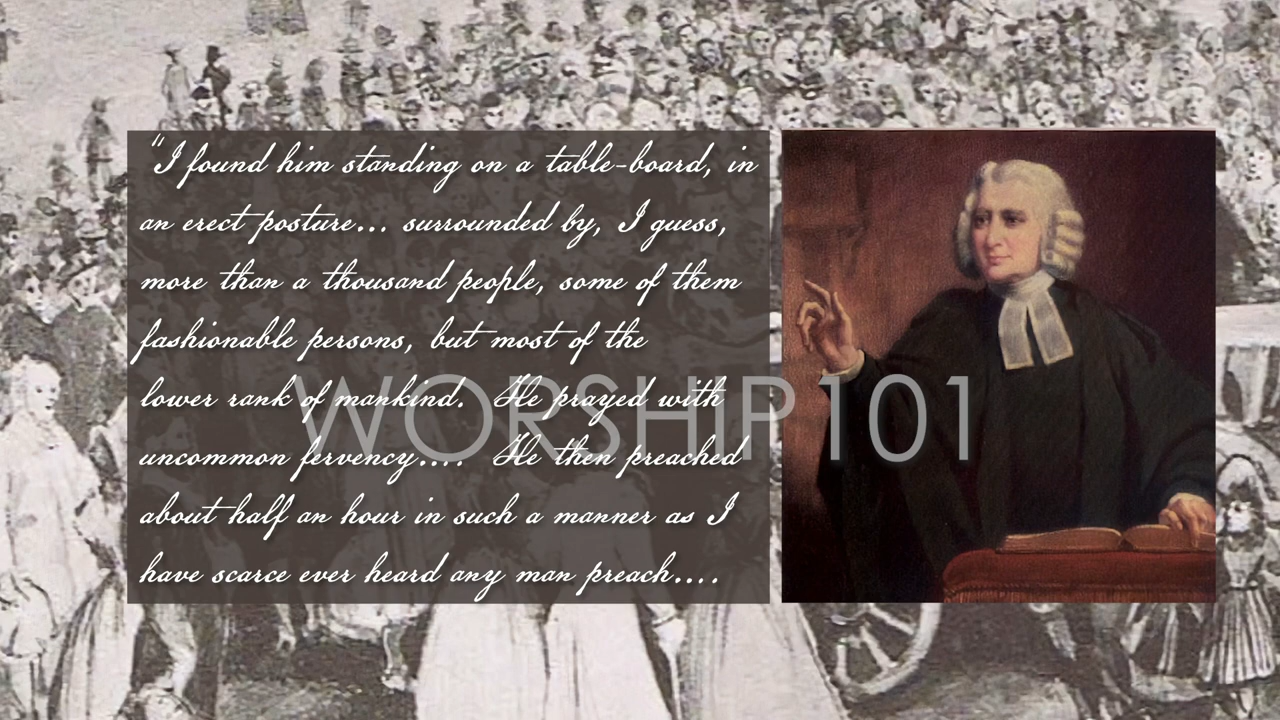 "I found him standing on a table-board, in
an erect posture... surrounded by, I guess,
more than a thousand people, some of them
fashionable persons, but most of the
lower rank of mankind. He prayed with
uncommon fervency.... He then preached
about half an hour in such a manner as I
have scarce ever heard any man preach....
WORSHIP101